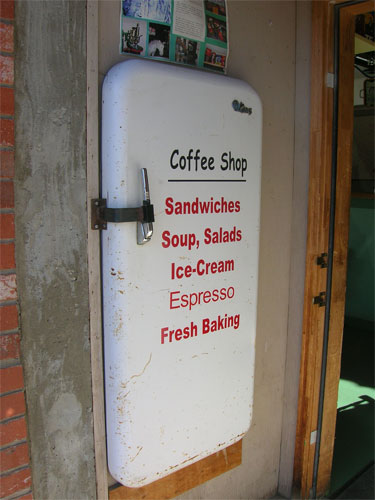 Coffee Shop
Sandwiches
Soup, Salads
Ice-Cream
Espresso
Fresh Baking